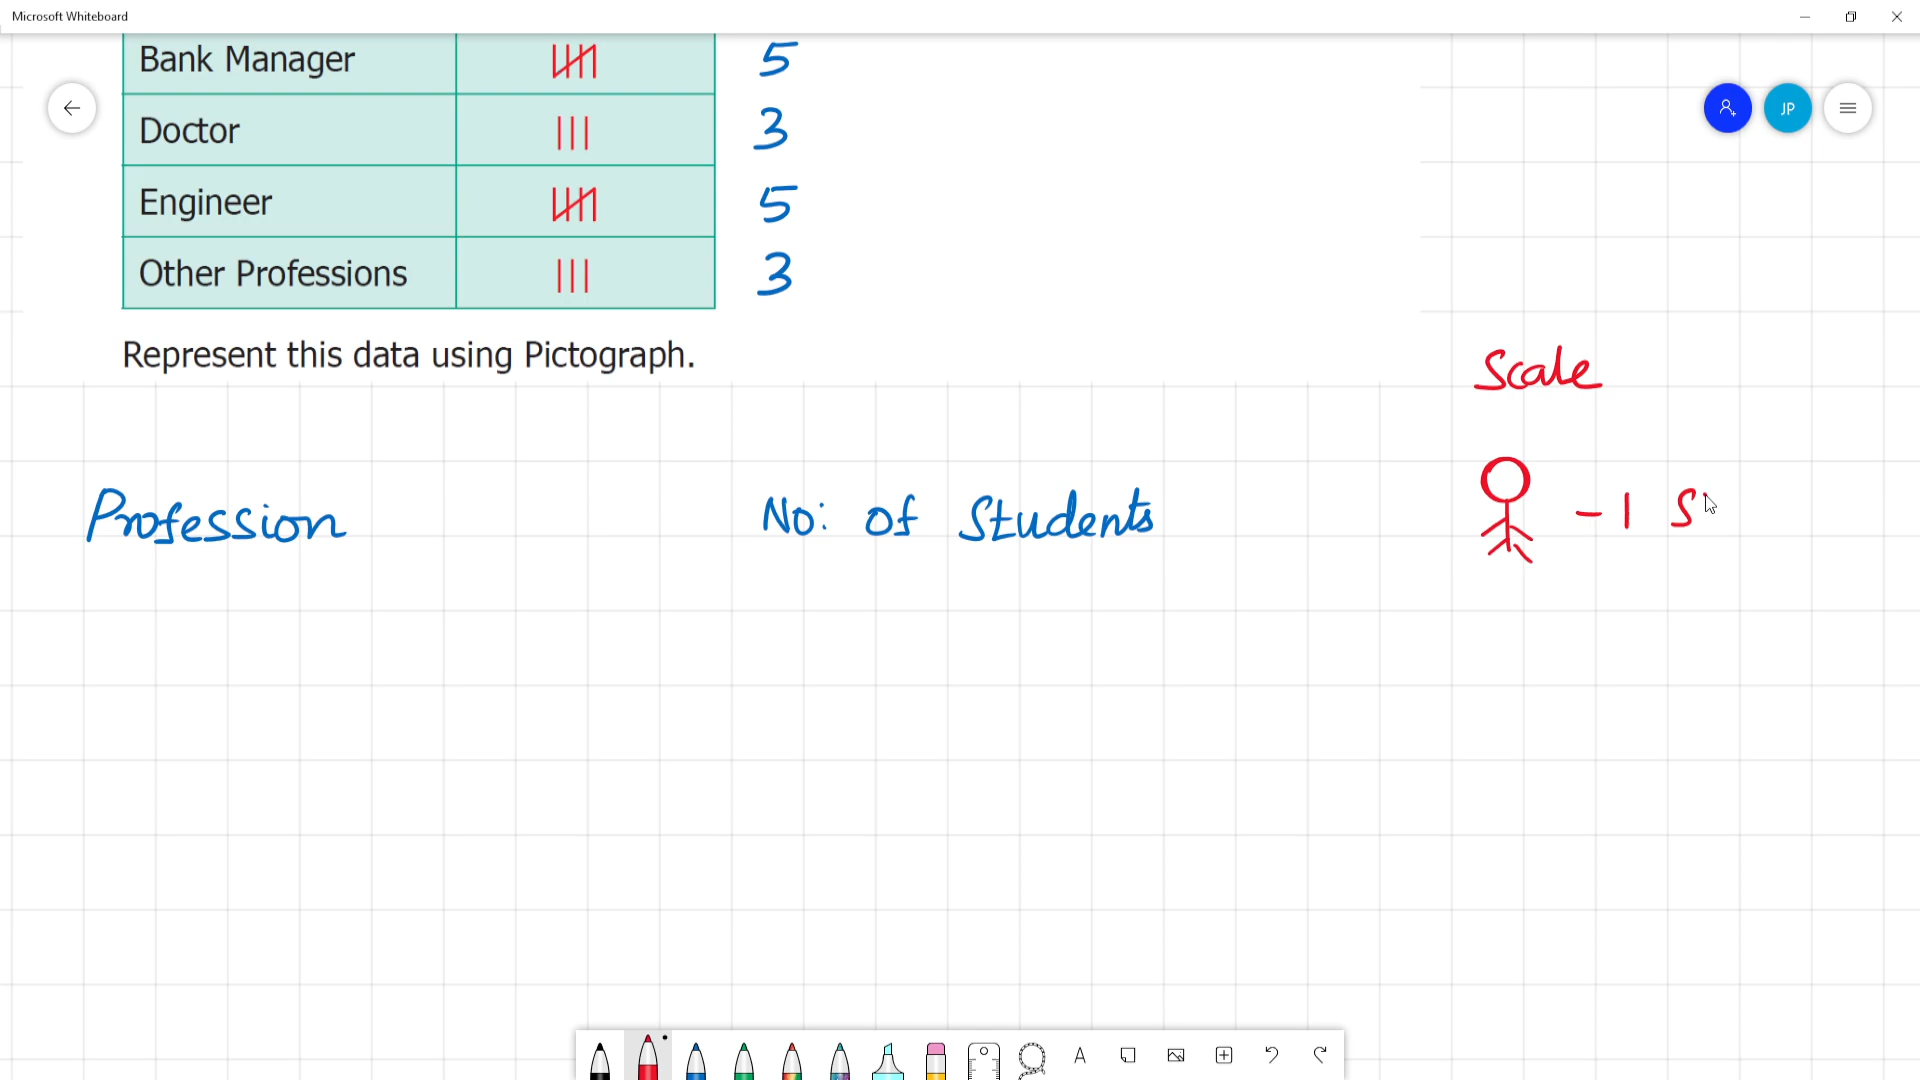 Microsoft Whiteboard
Bank Manager 5
Doctor 3
JP
Engineer 5
Other Professions 3
Represent this data using Pictograph.
Scale
Profession No: of Students
- 1 S
A